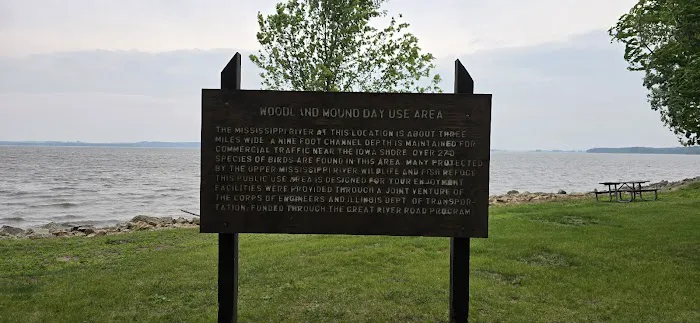 WOODLAND MOUND DAY USE AREA
THE MISSISSIPPI RIVER AT THIS LOCATION IS ABOUT THREE
MILES WIDE. A NINE FOOT CHANNEL DEPTH IS MAINTAINED FOR
COMMERCIAL TRAFFIC NEAR THE IOWA SHORE. OVER 270
SPECIES OF BIRDS ARE FOUND IN THIS AREA. MANY PROTECTED
BY THE UPPER MISSISSIPPI RIVER WILDLIFE AND FISH REFUGE.
THIS PUBLIC USE AREA IS DESIGNED FOR YOUR ENJOYMENT.
FACILITIES WERE PROVIDED THROUGH A JOINT VENTURE OF
THE CORPS OF ENGINEERS AND ILLINOIS DEPT. OF TRANSPOR-
TATION. FUNDED THROUGH THE GREAT RIVER ROAD PROGRAM.